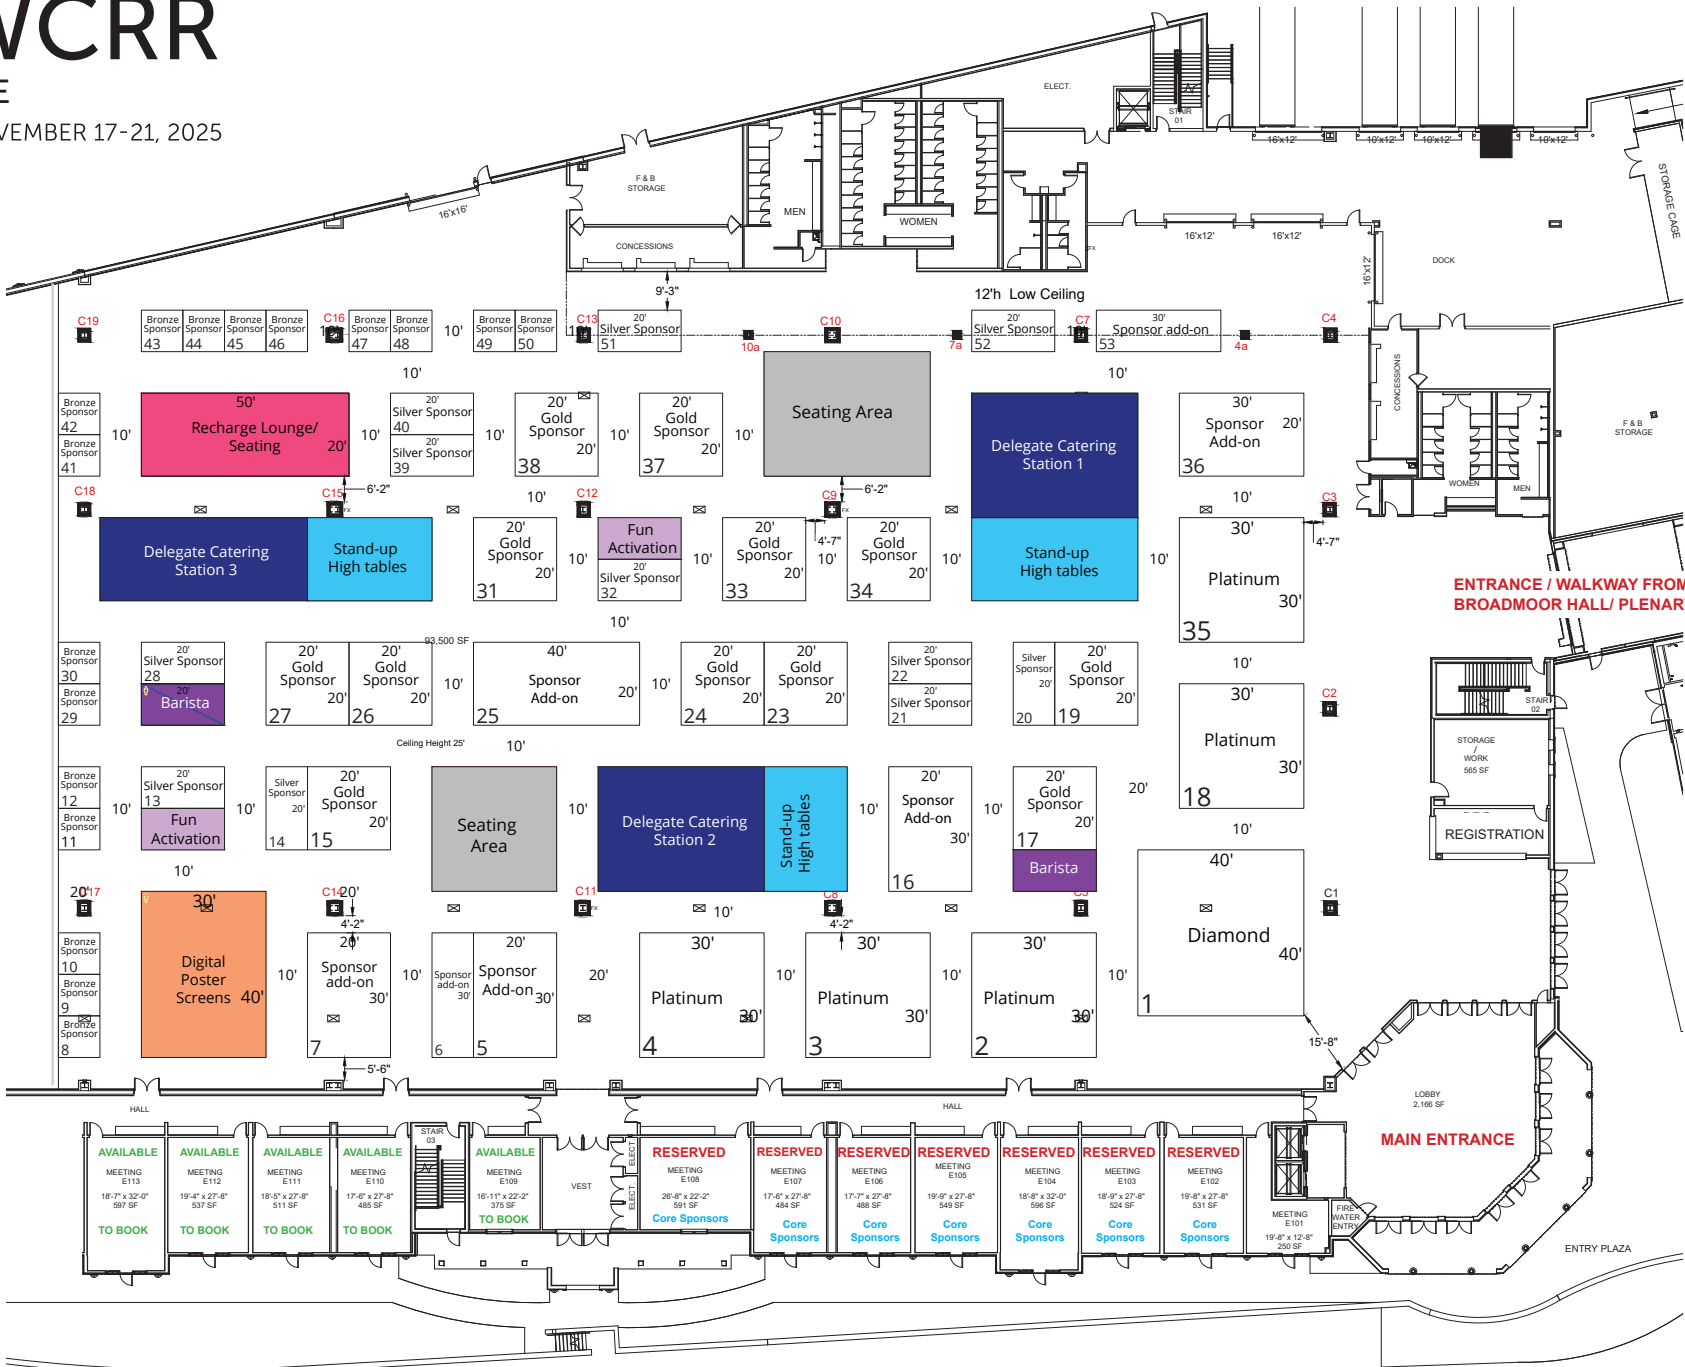 WCRR
E
VEMBER 17-21, 2025
ELECT.
STAIR
01
16'x12'
10'x12'
10'x12'
10'x12'
STORAGE CAGE
F & B
STORAGE
16'x16'
MEN
WOMEN
CONCESSIONS
FX
16'x12'
16'x12'
16'x12'
DOCK
9'-3"
12'h Low Ceiling
C19
Bronze
Sponsor
43
Bronze
Sponsor
44
Bronze
Sponsor
45
Bronze
Sponsor
46
C16
10'
Bronze
Sponsor
47
Bronze
Sponsor
48
10'
Bronze
Sponsor
49
Bronze
Sponsor
50
C13
10'
20'
Silver Sponsor
51
10a
C10
7a
20'
Silver Sponsor
52
C7
10'
30'
Sponsor add-on
53
4a
C4
10'
10'
CONCESSIONS
Bronze
Sponsor
42
Bronze
Sponsor
41
10'
50'
Recharge Lounge/
Seating
20'
10'
20'
Silver Sponsor
40
20'
Silver Sponsor
39
10'
20'
Gold
Sponsor
20'
38
10'
20'
Gold
Sponsor
20'
37
10'
Seating Area
Delegate Catering
Station 1
30'
Sponsor
Add-on
20'
36
F & B
STORAGE
WOMEN
MEN
C18
C15
FX
6'-2"
10'
C12
C9
FX
6'-2"
10'
C3
Delegate Catering
Station 3
Stand-up
High tables
20'
Gold
Sponsor
20'
31
10'
Fun
Activation
20'
Silver Sponsor
32
10'
20'
Gold
Sponsor
20'
33
4'-7"
10'
20'
Gold
Sponsor
20'
34
10'
Stand-up
High tables
10'
30'
Platinum
30'
35
4'-7"
ENTRANCE / WALKWAY FROM
BROADMOOR HALL/ PLENAR
10'
93,500 SF
Bronze
Sponsor
30
Bronze
Sponsor
29
20'
Silver Sponsor
28
20'
Barista
20'
Gold
Sponsor
20'
27
20'
Gold
Sponsor
20'
26
10'
40'
Sponsor
Add-on
20'
25
10'
20'
Gold
Sponsor
20'
24
20'
Gold
Sponsor
20'
23
20'
Silver Sponsor
22
20'
Silver Sponsor
21
Silver
Sponsor
20'
20
20'
Gold
Sponsor
20'
19
10'
30'
Platinum
30'
18
C2
STAIR
02
STORAGE
/
WORK
565 SF
REGISTRATION
Ceiling Height 25'
10'
Bronze
Sponsor
12
Bronze
Sponsor
11
10'
20'
Silver Sponsor
13
Fun
Activation
10'
Silver
Sponsor
20'
14
20'
Gold
Sponsor
20'
15
Seating
Area
10'
Delegate Catering
Station 2
Stand-up
High tables
10'
20'
Sponsor
Add-on
30'
16
10'
20'
Gold
Sponsor
20'
17
Barista
20'
10'
10'
20'
C17
C14
20'
4'-2"
C11
FX
10'
C8
4'-2"
C5
C1
Bronze
Sponsor
10
Bronze
Sponsor
9
Bronze
Sponsor
8
30'
Digital
Poster
Screens
40'
10'
20'
Sponsor
add-on
30'
7
10'
Sponsor
add-on
30'
6
20'
Sponsor
Add-on
30'
5
20'
30'
Platinum
30'
4
10'
30'
Platinum
30'
3
10'
30'
Platinum
30'
2
10'
40'
Diamond
40'
1
5'-6"
15'-8"
HALL
HALL
LOBBY
2,166 SF
MAIN ENTRANCE
AVAILABLE
MEETING
E113
18'-7" x 32'-0"
597 SF
TO BOOK
AVAILABLE
MEETING
E112
19'-4" x 27'-8"
537 SF
TO BOOK
AVAILABLE
MEETING
E111
18'-5" x 27'-8"
511 SF
TO BOOK
AVAILABLE
MEETING
E110
17'-6" x 27'-8"
485 SF
TO BOOK
STAIR
03
AVAILABLE
MEETING
E109
16'-11" x 22'-2"
375 SF
TO BOOK
VEST
ELECT
ELECT.
RESERVED
MEETING
E108
26'-8" x 22'-2"
591 SF
Core Sponsors
RESERVED
MEETING
E107
17'-6" x 27'-8"
484 SF
Core
Sponsors
RESERVED
MEETING
E106
17'-7" x 27'-8"
488 SF
Core
Sponsors
RESERVED
MEETING
E105
19'-9" x 27'-8"
549 SF
Core
Sponsors
RESERVED
MEETING
E104
18'-8" x 32'-0"
596 SF
Core
Sponsors
RESERVED
MEETING
E103
18'-9" x 27'-8"
524 SF
Core
Sponsors
RESERVED
MEETING
E102
19'-8" x 27'-8"
531 SF
Core
Sponsors
MEETING
E101
19'-8" x 12'-8"
250 SF
FIRE
WATER
ENTRY
ENTRY PLAZA